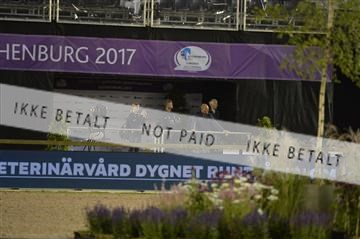 HENBURG 2017
IKKE BETALT
NOT PAID
IKKE BETALT
ETERINÄRVÅRD DYGNET RUNT